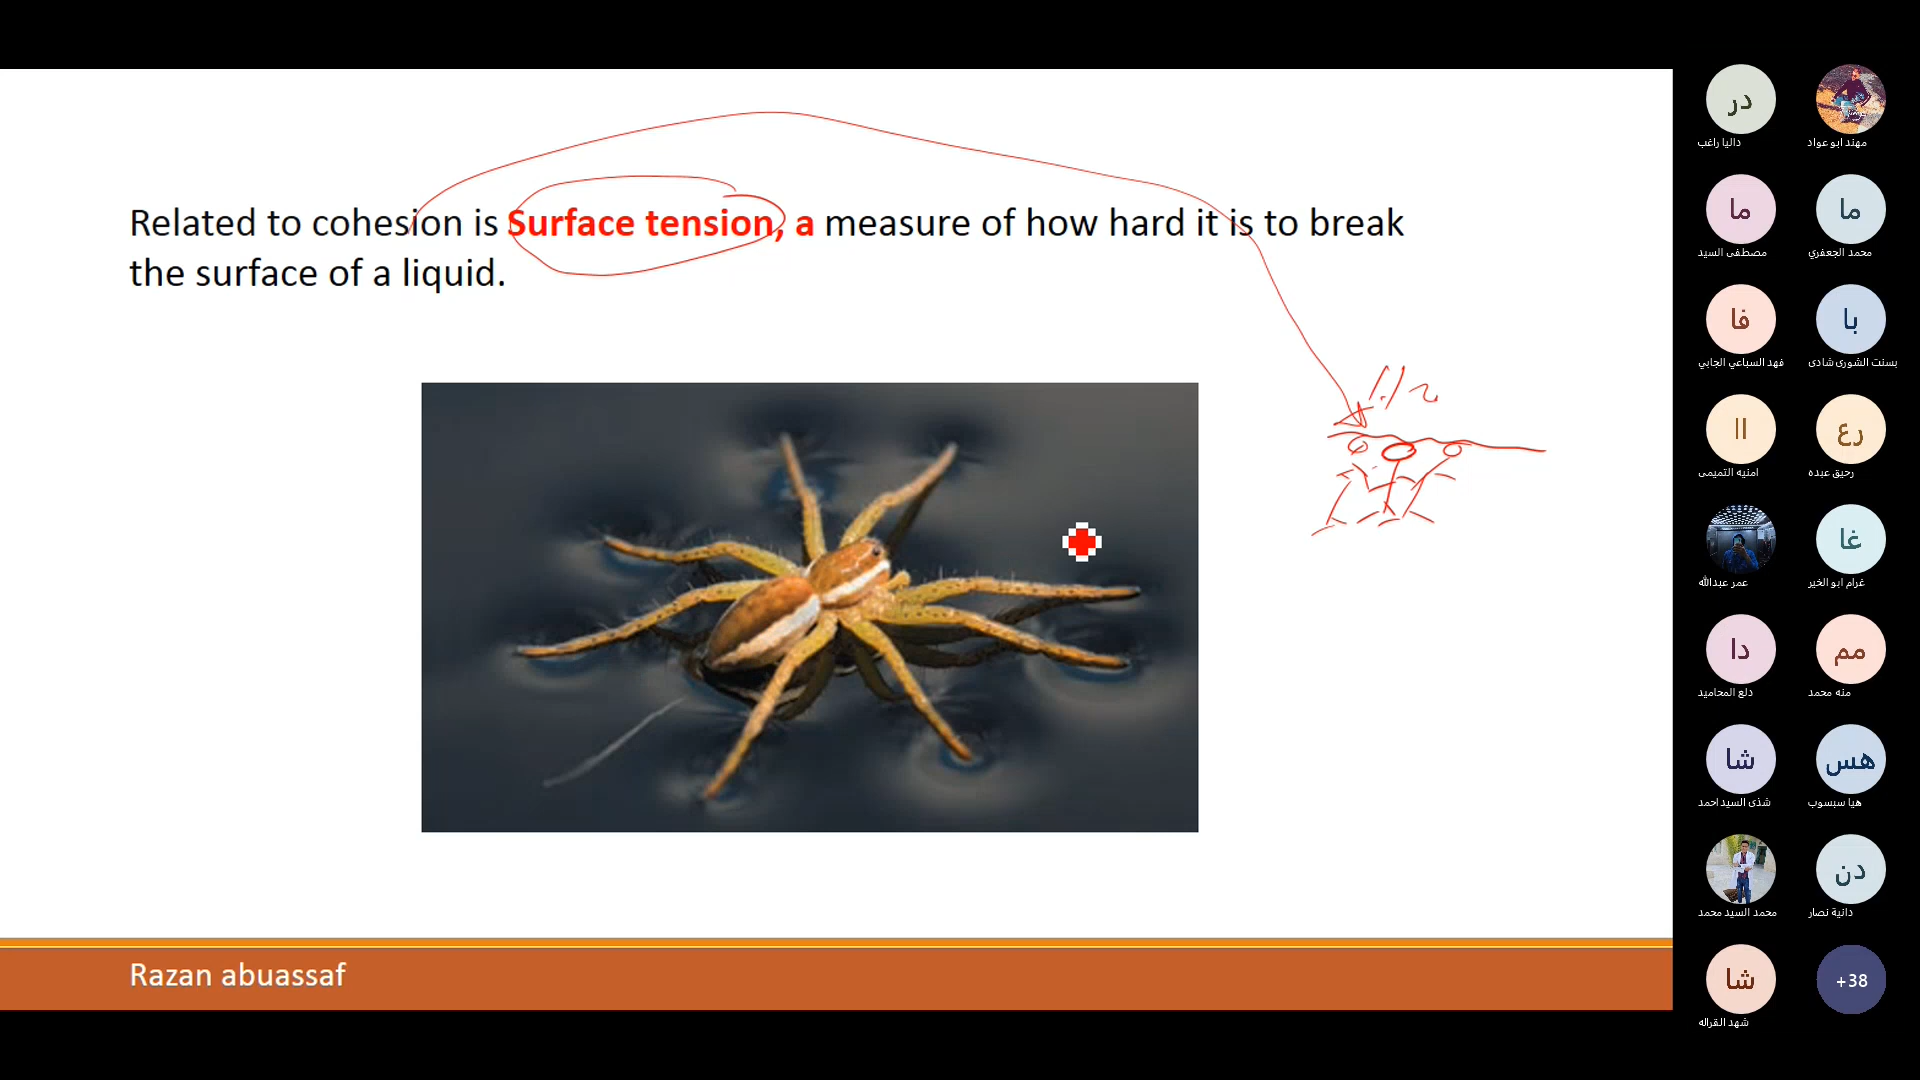 Related to cohesion is Surface tension, a measure of how hard it is to break
the surface of a liquid.
Razan abuassaf
در
داليا راغب
مهند ابو عواد
ما
مصطفى السيد
ما
محمد الجعفري
فا
فهد السباعي الجابي
با
بسنت الشورى شادى
اا
امنيه التميمى
رع
رحيق عبده
عمر عبدالله
غا
غرام ابو الخير
دا
دلع المحاميد
مم
منه محمد
شا
شذى السيد احمد
هس
هيا سبسوب
محمد السيد محمد
دن
دانية نصار
شا
شهد القراله
+38